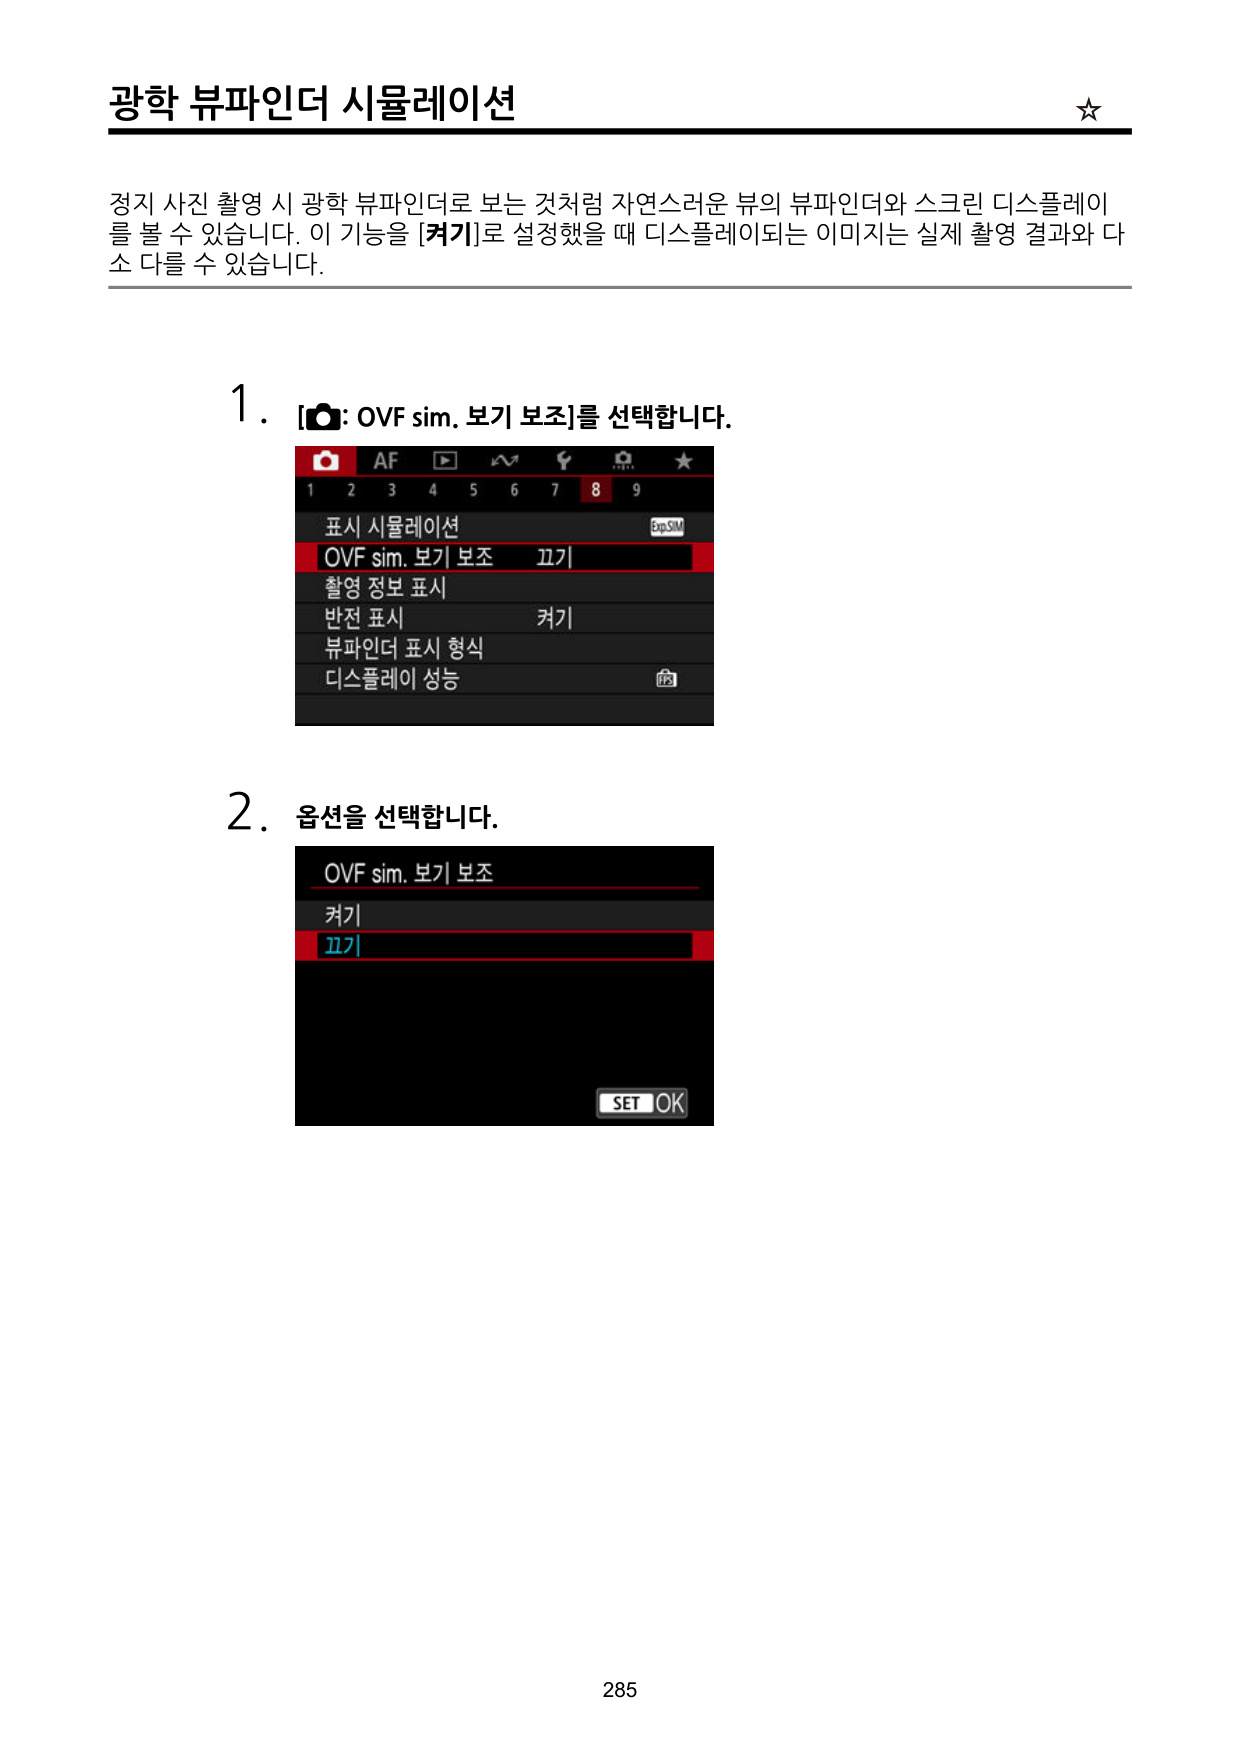 광학 뷰파인더 시뮬레이션 ☆
정지 사진 촬영 시 광학 뷰파인더로 보는 것처럼 자연스러운 뷰의 뷰파인더와 스크린 디스플레이
를 볼 수 있습니다. 이 기능을 [켜기]로 설정했을 때 디스플레이되는 이미지는 실제 촬영 결과와 다
소 다를 수 있습니다.
1. [: OVF sim. 보기 보조]를 선택합니다.
AF
1 2 3 4 5 6 7 8 9
표시 시뮬레이션 Exp.SIM
OVF sim. 보기 보조 끄기
촬영 정보 표시
반전 표시 켜기
뷰파인더 표시 형식
디스플레이 성능 FPS
2. 옵션을 선택합니다.
OVF sim. 보기 보조
켜기
끄기
SET OK
285